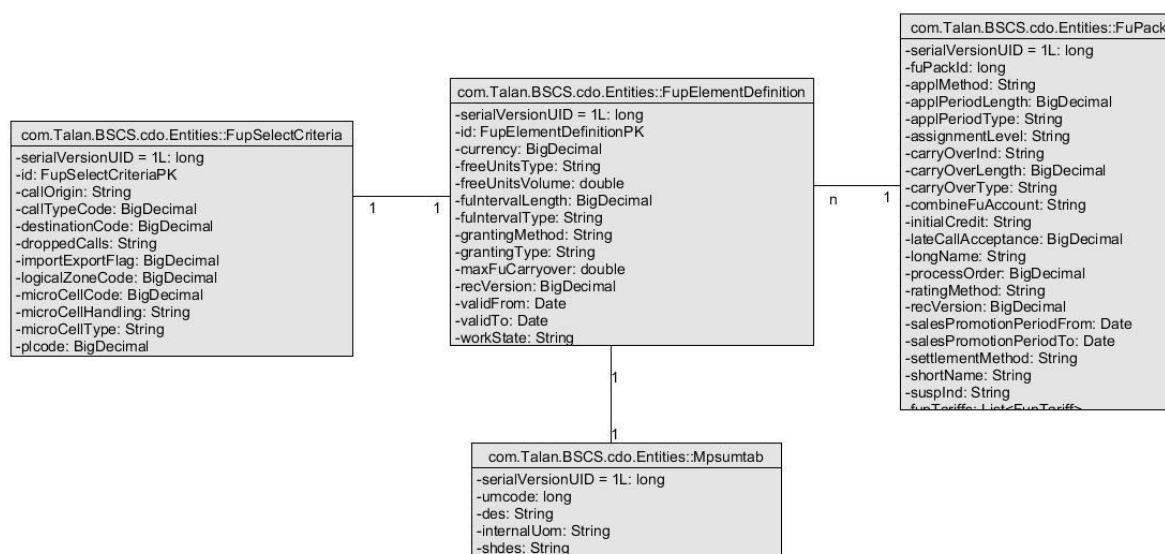 com.Talan.BSCS.cdo.Entities::FupSelectCriteria
-serialVersionUID = 1L: long
-id: FupSelectCriteriaPK
-callOrigin: String
-callTypeCode: BigDecimal
-destinationCode: BigDecimal
-droppedCalls: String
-importExportFlag: BigDecimal
-logicalZoneCode: BigDecimal
-microCellCode: BigDecimal
-microCellHandling: String
-microCellType: String
-plcode: BigDecimal
1
1
com.Talan.BSCS.cdo.Entities::FupElementDefinition
-serialVersionUID = 1L: long
-id: FupElementDefinitionPK
-currency: BigDecimal
-freeUnitsType: String
-freeUnitsVolume: double
-fuIntervalLength: BigDecimal
-fuIntervalType: String
-grantingMethod: String
-grantingType: String
-maxFuCarryover: double
-recVersion: BigDecimal
-validFrom: Date
-validTo: Date
-workState: String
n
1
com.Talan.BSCS.cdo.Entities::FuPack
-serialVersionUID = 1L: long
-fuPackId: long
-applMethod: String
-applPeriodLength: BigDecimal
-applPeriodType: String
-assignmentLevel: String
-carryOverInd: String
-carryOverLength: BigDecimal
-carryOverType: String
-combineFuAccount: String
-initialCredit: String
-lateCallAcceptance: BigDecimal
-longName: String
-processOrder: BigDecimal
-ratingMethod: String
-recVersion: BigDecimal
-salesPromotionPeriodFrom: Date
-salesPromotionPeriodTo: Date
-settlementMethod: String
-shortName: String
-suspInd: String
-fupTariffs: List<FupTariff>
1
1
com.Talan.BSCS.cdo.Entities::Mpsumtab
-serialVersionUID = 1L: long
-umcode: long
-des: String
-internalUom: String
-shdes: String